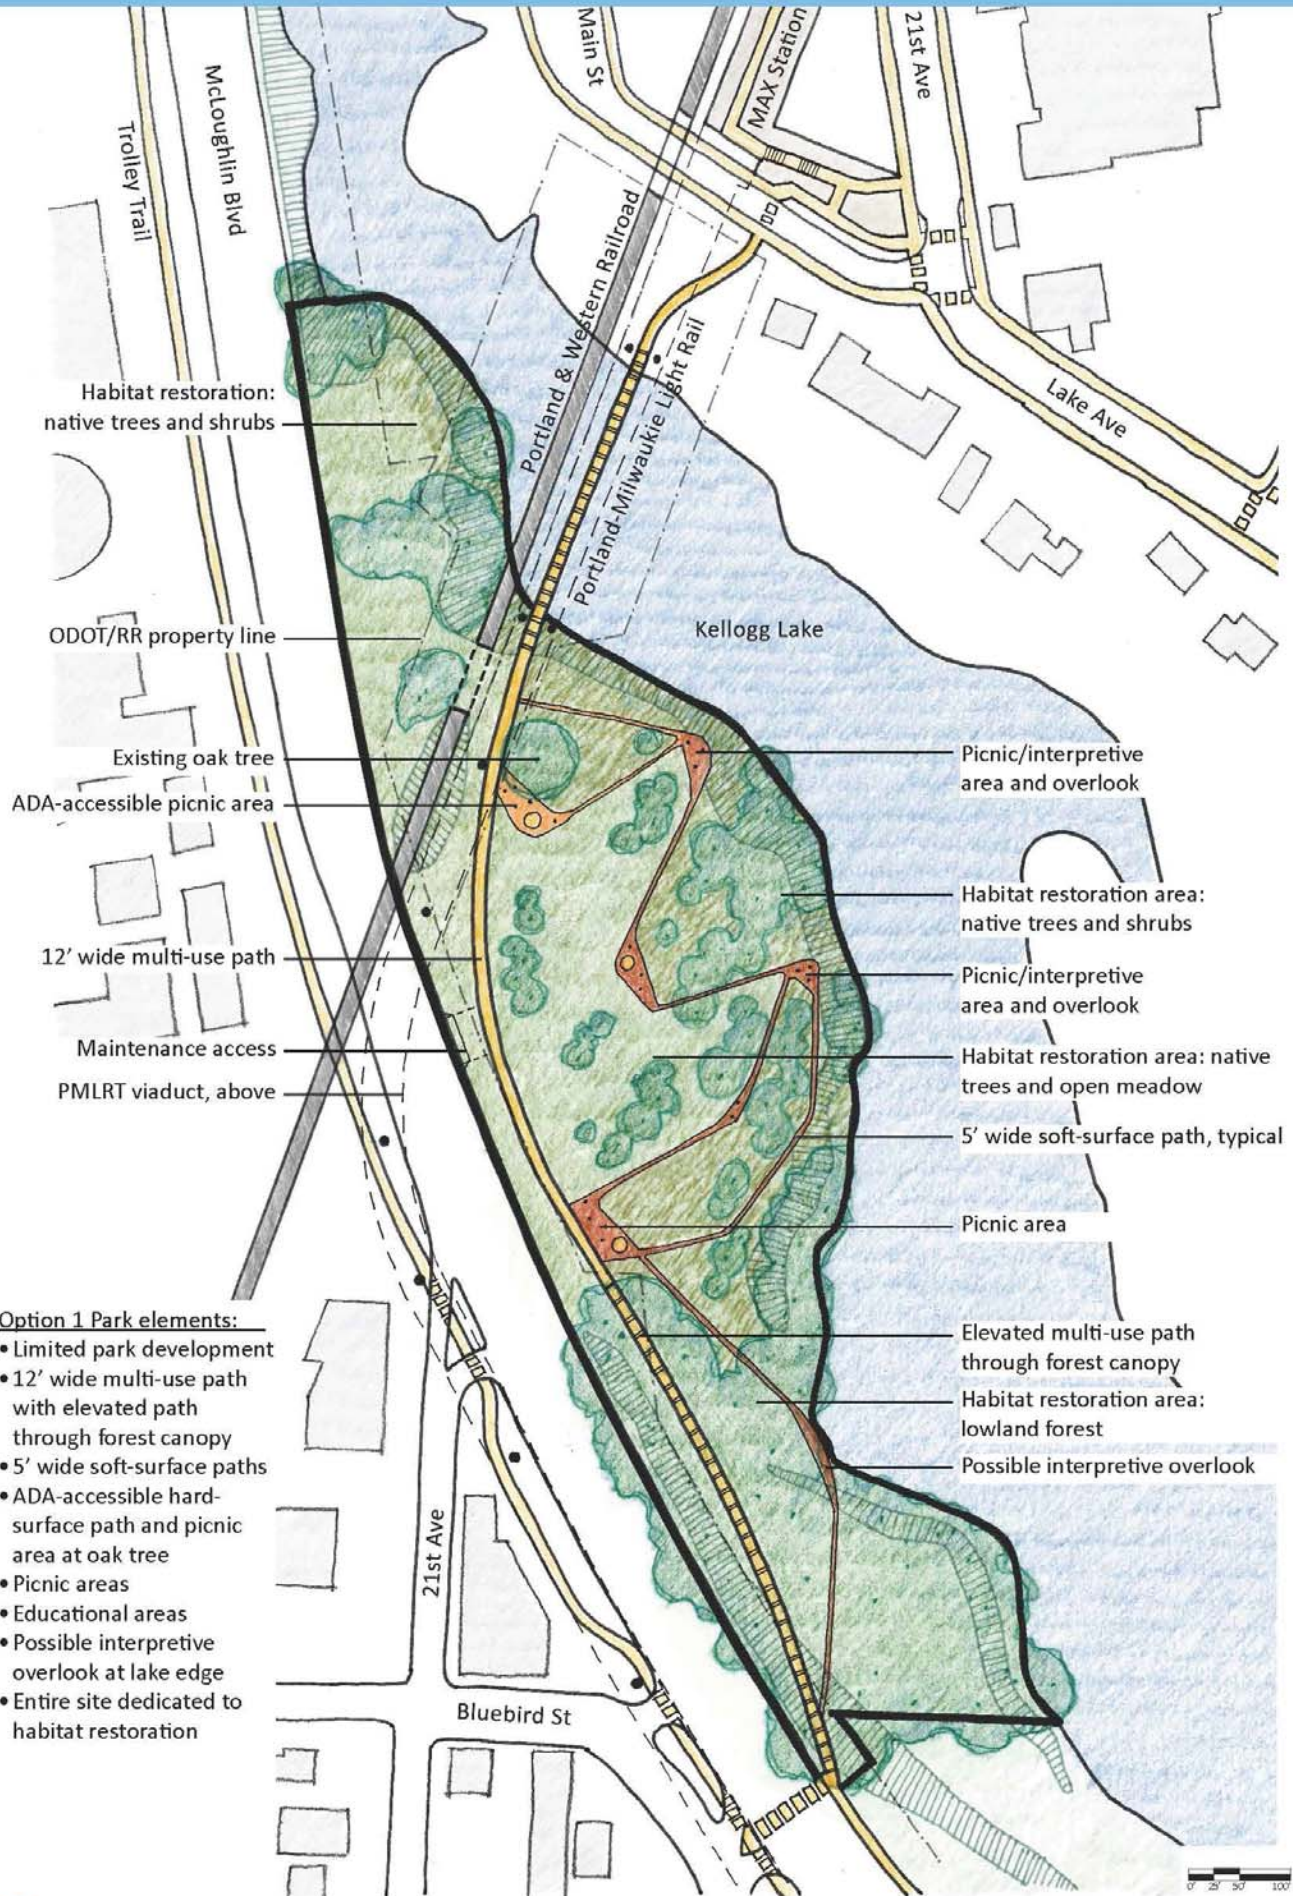 Main St
MAX Station
21st Ave
McLoughlin Blvd
Trolley Trail
Portland & Western Railroad
Portland-Milwaukie Light Rail
Lake Ave
Kellogg Lake
Habitat restoration:
native trees and shrubs
ODOT/RR property line
Existing oak tree
ADA-accessible picnic area
12' wide multi-use path
Maintenance access
PMLRT viaduct, above
Picnic/interpretive
area and overlook
Habitat restoration area:
native trees and shrubs
Picnic/interpretive
area and overlook
Habitat restoration area: native
trees and open meadow
5' wide soft-surface path, typical
Picnic area
Elevated multi-use path
through forest canopy
Habitat restoration area:
lowland forest
Possible interpretive overlook
Option 1 Park elements:
• Limited park development
• 12' wide multi-use path
with elevated path
through forest canopy
• 5' wide soft-surface paths
• ADA-accessible hard-
surface path and picnic
area at oak tree
• Picnic areas
• Educational areas
• Possible interpretive
overlook at lake edge
• Entire site dedicated to
habitat restoration
21st Ave
Bluebird St
0' 25' 50' 100'